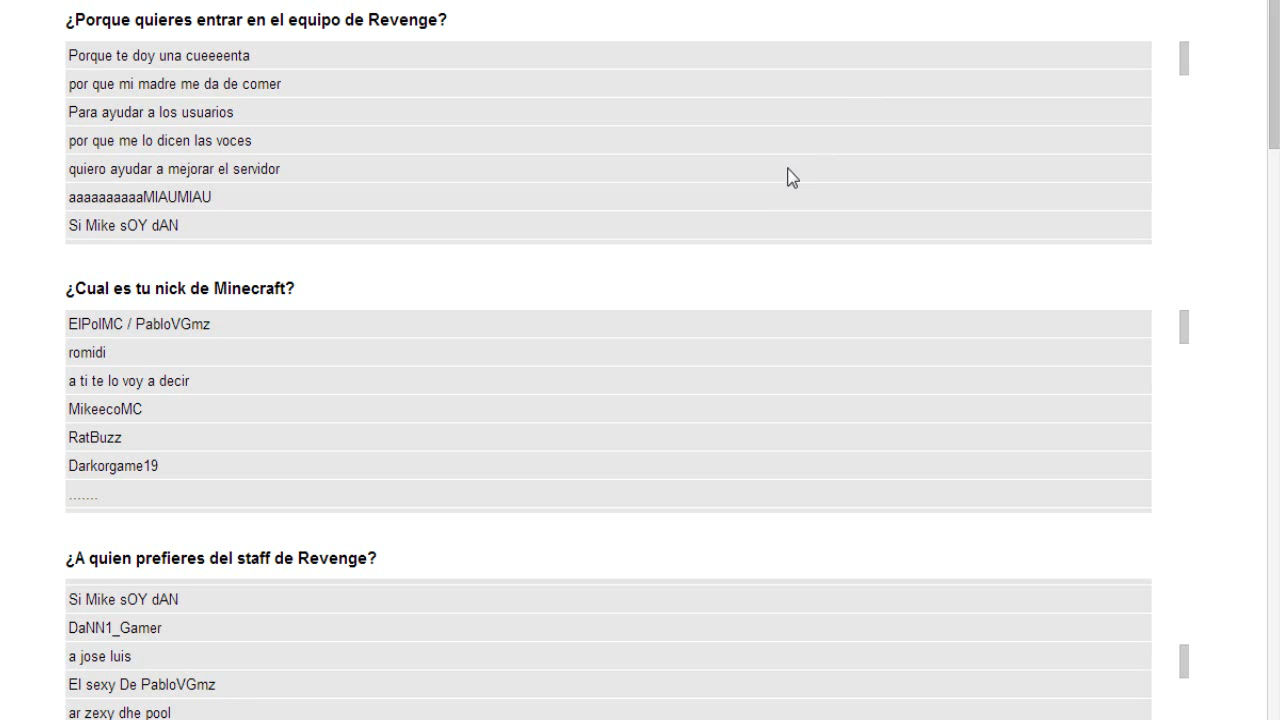 ¿Porque quieres entrar en el equipo de Revenge?
Porque te doy una cueeeenta
por que mi madre me da de comer
Para ayudar a los usuarios
por que me lo dicen las voces
quiero ayudar a mejorar el servidor
aaaaaaaaaaMIAUMIAU
Si Mike sOY dAN
¿Cual es tu nick de Minecraft?
ElPolMC / PabloVGmz
romidi
a ti te lo voy a decir
MikeecoMC
RatBuzz
Darkorgame19
.......
¿A quien prefieres del staff de Revenge?
Si Mike sOY dAN
DaNN1_Gamer
a jose luis
El sexy De PabloVGmz
ar zexy dhe pool